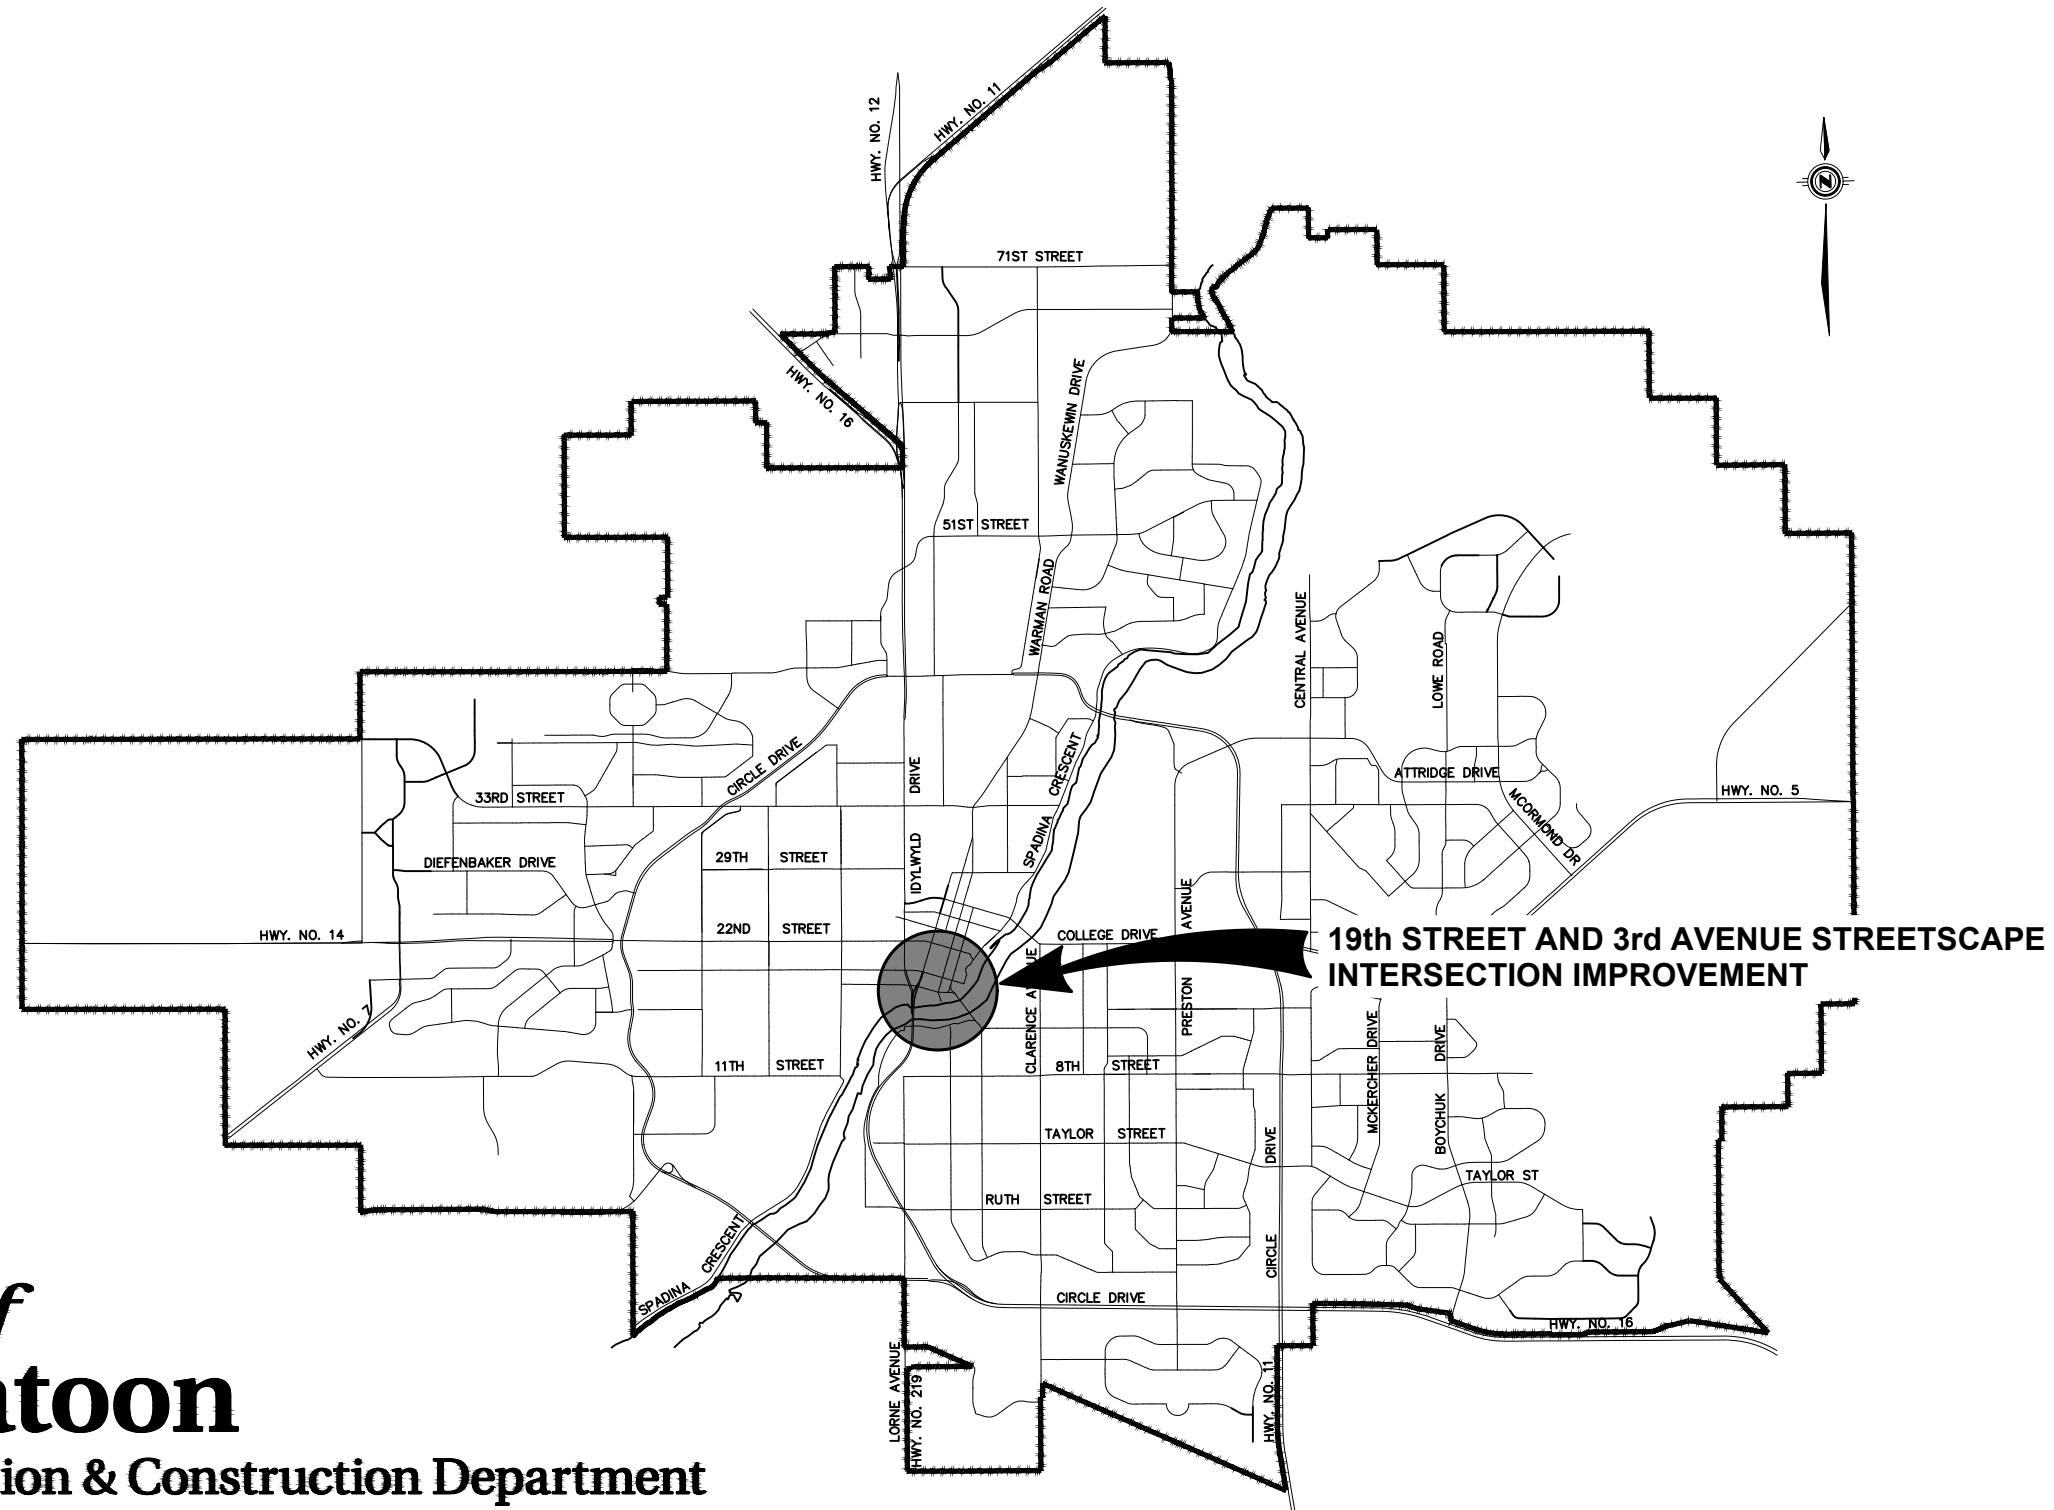 HWY. NO. 12
HWY. NO. 11
71ST STREET
HWY. NO. 16
WANUSKEWIN DRIVE
51ST STREET
WARMAN ROAD
CENTRAL AVENUE
LOWE ROAD
CIRCLE DRIVE
IDYLWYLD DRIVE
SPADINA CRESCENT
ATTRIDGE DRIVE
MCORMOND DR
HWY. NO. 5
33RD STREET
29TH STREET
DIEFENBAKER DRIVE
22ND STREET
HWY. NO. 14
COLLEGE DRIVE
PRESTON AVENUE
19th STREET AND 3rd AVENUE STREETSCAPE
INTERSECTION IMPROVEMENT
CLARENCE AVENUE
HWY. NO. 7
11TH STREET
8TH STREET
MCKERCHER DRIVE
BOYCHUK DRIVE
TAYLOR STREET
TAYLOR ST
RUTH STREET
CIRCLE DRIVE
SPADINA CRESCENT
CIRCLE DRIVE
HWY. NO. 16
LORNE AVENUE
HWY. NO. 219
HWY. NO. 11
N
f
atoon
ion & Construction Department